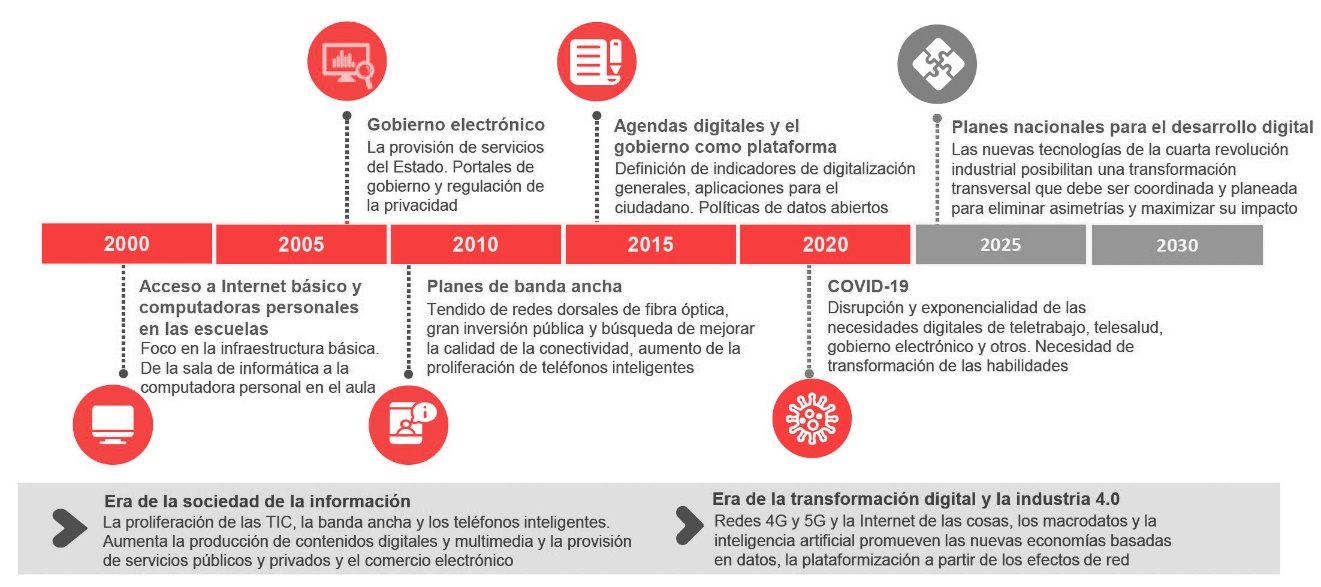 Gobierno electrónico
La provisión de servicios
del Estado. Portales de
gobierno y regulación de
la privacidad
Agendas digitales y el
gobierno como plataforma
Definición de indicadores de digitalización
generales, aplicaciones para el
ciudadano. Políticas de datos abiertos
Planes nacionales para el desarrollo digital
Las nuevas tecnologías de la cuarta revolución
industrial posibilitan una transformación
transversal que debe ser coordinada y planeada
para eliminar asimetrías y maximizar su impacto
2000 2005 2010 2015 2020 2025 2030
Acceso a Internet básico y
computadoras personales
en las escuelas
Foco en la infraestructura básica.
De la sala de informática a la
computadora personal en el aula
Planes de banda ancha
Tendido de redes dorsales de fibra óptica,
gran inversión pública y búsqueda de mejorar
la calidad de la conectividad, aumento de la
proliferación de teléfonos inteligentes
COVID-19
Disrupción y exponencialidad de las
necesidades digitales de teletrabajo, telesalud,
gobierno electrónico y otros. Necesidad de
transformación de las habilidades
Era de la sociedad de la información
La proliferación de las TIC, la banda ancha y los teléfonos inteligentes.
Aumenta la producción de contenidos digitales y multimedia y la provisión
de servicios públicos y privados y el comercio electrónico
Era de la transformación digital y la industria 4.0
Redes 4G y 5G y la Internet de las cosas, los macrodatos y la
inteligencia artificial promueven las nuevas economías basadas
en datos, la plataformización a partir de los efectos de red